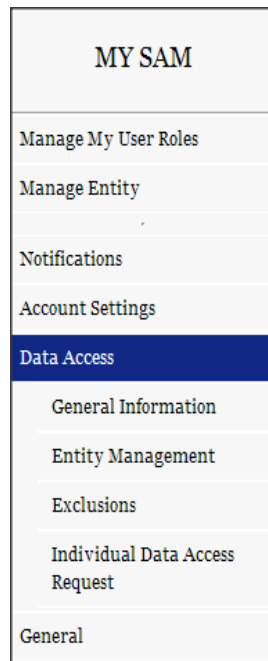 MY SAM
Manage My User Roles
Manage Entity
Notifications
Account Settings
Data Access
General Information
Entity Management
Exclusions
Individual Data Access
Request
General